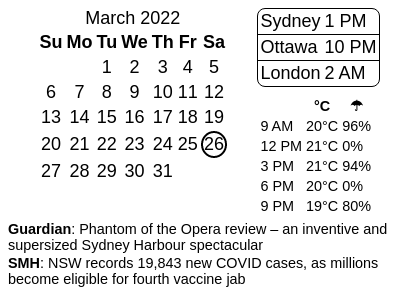 March 2022
Su Mo Tu We Th Fr Sa
1 2 3 4 5
6 7 8 9 10 11 12
13 14 15 16 17 18 19
20 21 22 23 24 25 26
27 28 29 30 31
Sydney 1 PM
Ottawa 10 PM
London 2 AM
°C ☂
9 AM 20°C 96%
12 PM 21°C 0%
3 PM 21°C 94%
6 PM 20°C 0%
9 PM 19°C 80%
Guardian: Phantom of the Opera review – an inventive and
supersized Sydney Harbour spectacular
SMH: NSW records 19,843 new COVID cases, as millions
become eligible for fourth vaccine jab